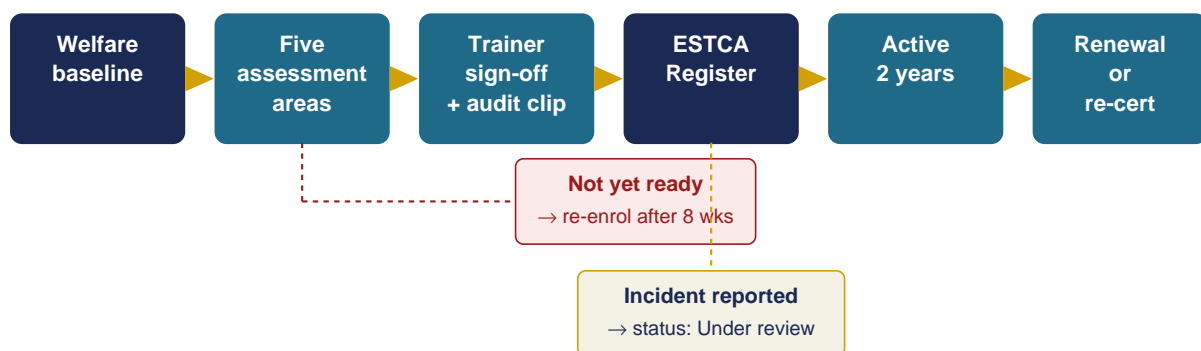 Welfare
baseline
Five
assessment
areas
Trainer
sign-off
+ audit clip
ESTCA
Register
Active
2 years
Renewal
or
re-cert
Not yet ready
→ re-enrol after 8 wks
Incident reported
→ status: Under review